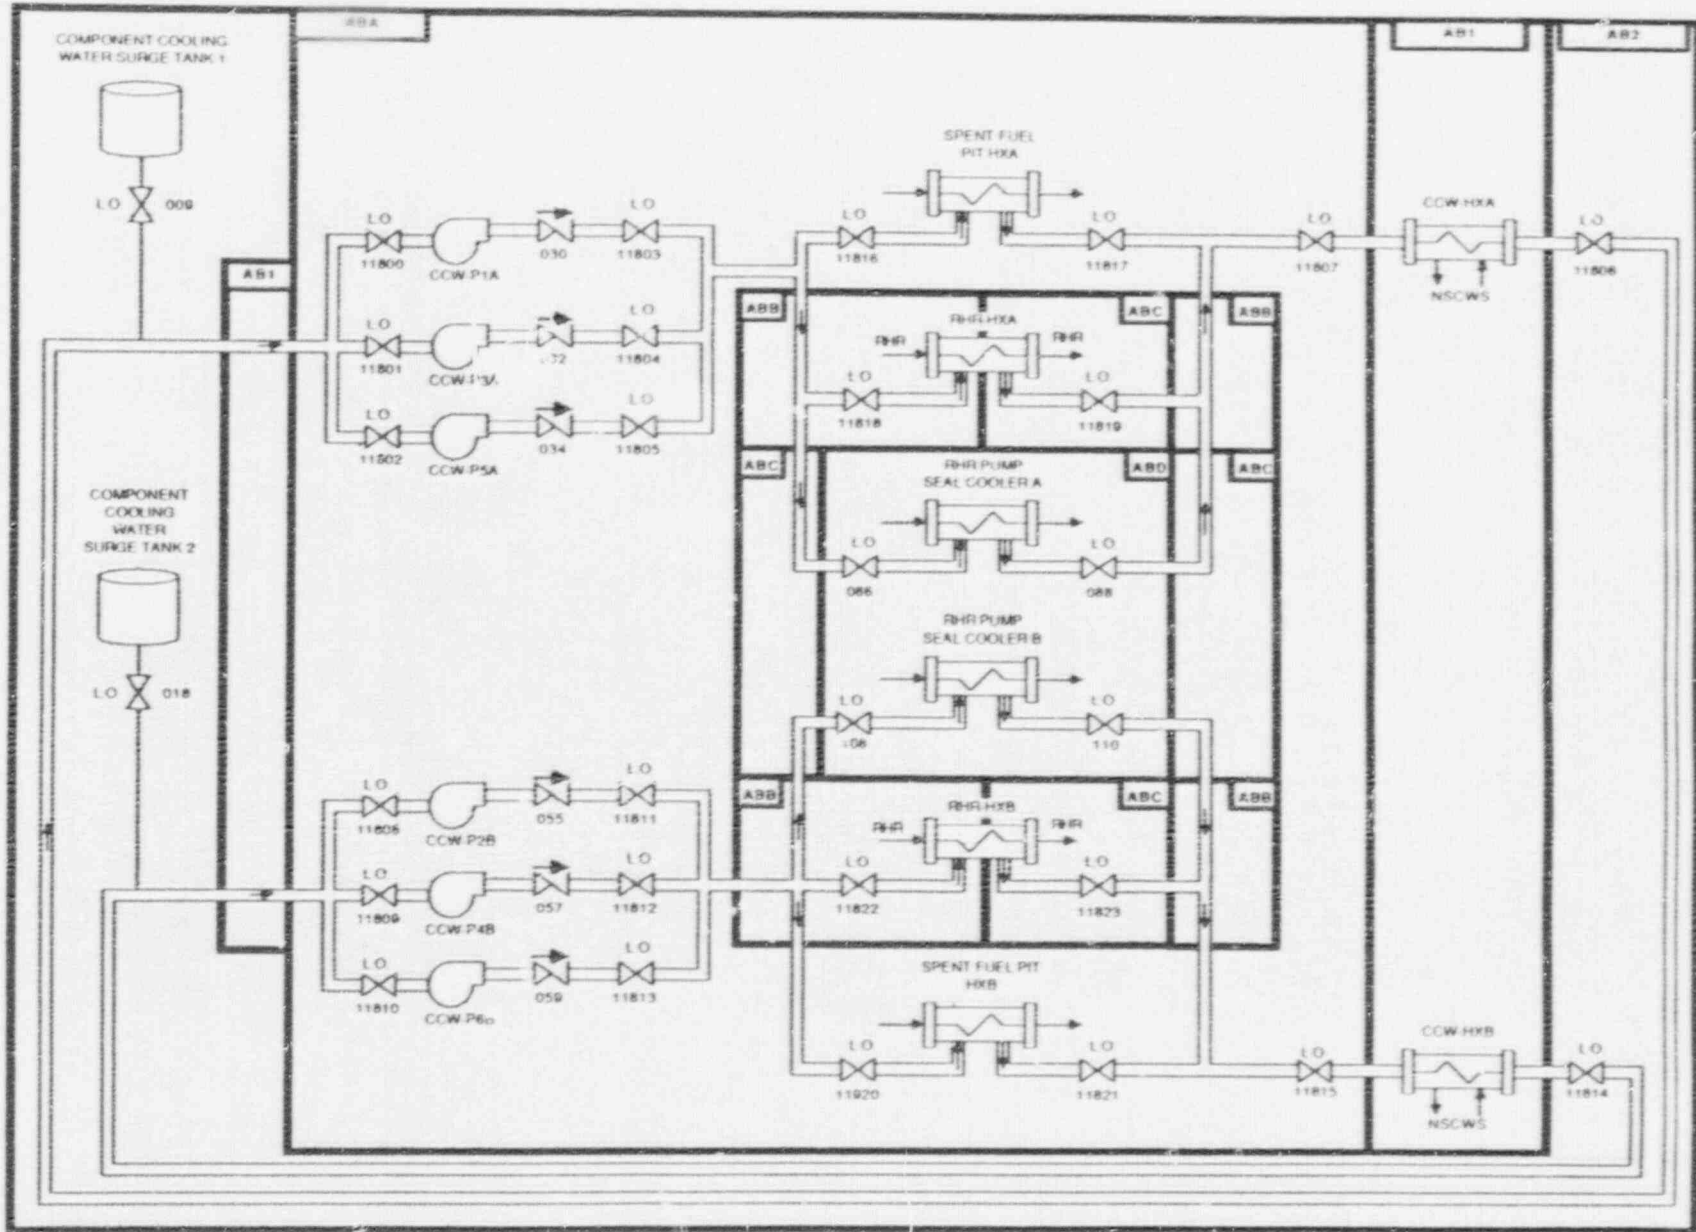 ABA
AB1
AB2
COMPONENT COOLING
WATER SURGE TANK 1
LO
009
SPENT FUEL
PIT HXA
LO
11800
CCW-P1A
030
LO
11803
LO
11816
LO
11817
LO
11807
CCW-HXA
NSCWS
LO
AB1
LO
11801
LO
11804
ABB
RHR-HXA
RHR
RHR
ABC
ABB
LO
11818
LO
11819
LO
CCW-P5A
034
LO
11805
COMPONENT
COOLING
WATER
SURGE TANK 2
LO
018
ABC
RHR PUMP
SEAL COOLER A
ABD
ABC
LO
086
LO
088
RHR PUMP
SEAL COOLER B
LO
LO
110
LO
CCW-P2B
055
LO
11811
LO
11809
CCW-P4B
057
LO
11812
LO
11810
059
LO
11813
ABB
RHR-HXB
RHR
RHR
ABC
ABB
LO
11822
LO
11823
SPENT FUEL PIT
HXB
LO
11920
LO
11821
LO
11815
CCW-HXB
NSCWS
LO
11814